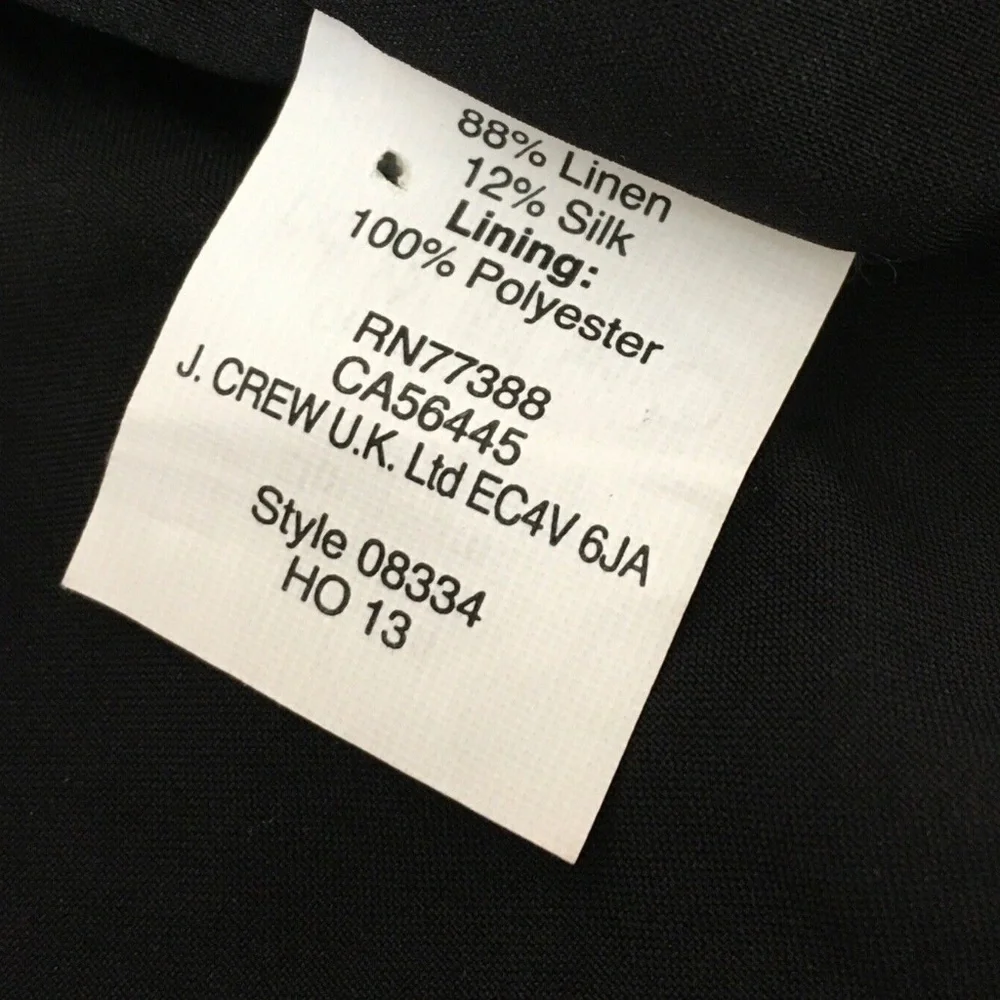 88% Linen
12% Silk
Lining:
100% Polyester
RN77388
CA56445
J. CREW U.K. Ltd EC4V 6JA
Style 08334
HO 13